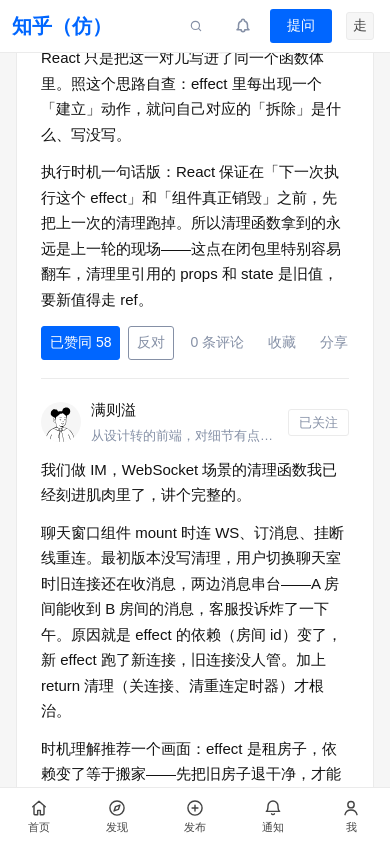 知乎（仿）
提问
走
React 只是把这一对儿写进了同一个函数体
里。照这个思路自查：effect 里每出现一个
「建立」动作，就问自己对应的「拆除」是什
么、写没写。
执行时机一句话版：React 保证在「下一次执
行这个 effect」和「组件真正销毁」之前，先
把上一次的清理跑掉。所以清理函数拿到的永
远是上一轮的现场——这点在闭包里特别容易
翻车，清理里引用的 props 和 state 是旧值，
要新值得走 ref。
已赞同 58
反对
0 条评论
收藏
分享
满则溢
从设计转的前端，对细节有点…
已关注
我们做 IM，WebSocket 场景的清理函数我已
经刻进肌肉里了，讲个完整的。
聊天窗口组件 mount 时连 WS、订消息、挂断
线重连。最初版本没写清理，用户切换聊天室
时旧连接还在收消息，两边消息串台——A 房
间能收到 B 房间的消息，客服投诉炸了一下
午。原因就是 effect 的依赖（房间 id）变了，
新 effect 跑了新连接，旧连接没人管。加上
return 清理（关连接、清重连定时器）才根
治。
时机理解推荐一个画面：effect 是租房子，依
赖变了等于搬家——先把旧房子退干净，才能
首页
发现
发布
通知
我